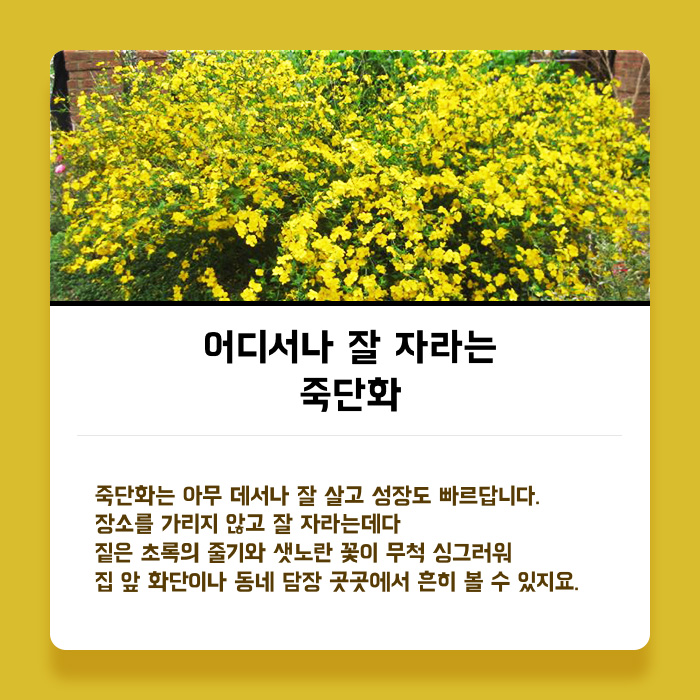 어디서나 잘 자라는
죽단화
죽단화는 아무 데서나 잘 살고 성장도 빠르답니다.
장소를 가리지 않고 잘 자라는데다
짙은 초록의 줄기와 샛노란 꽃이 무척 싱그러워
집 앞 화단이나 동네 담장 곳곳에서 흔히 볼 수 있지요.